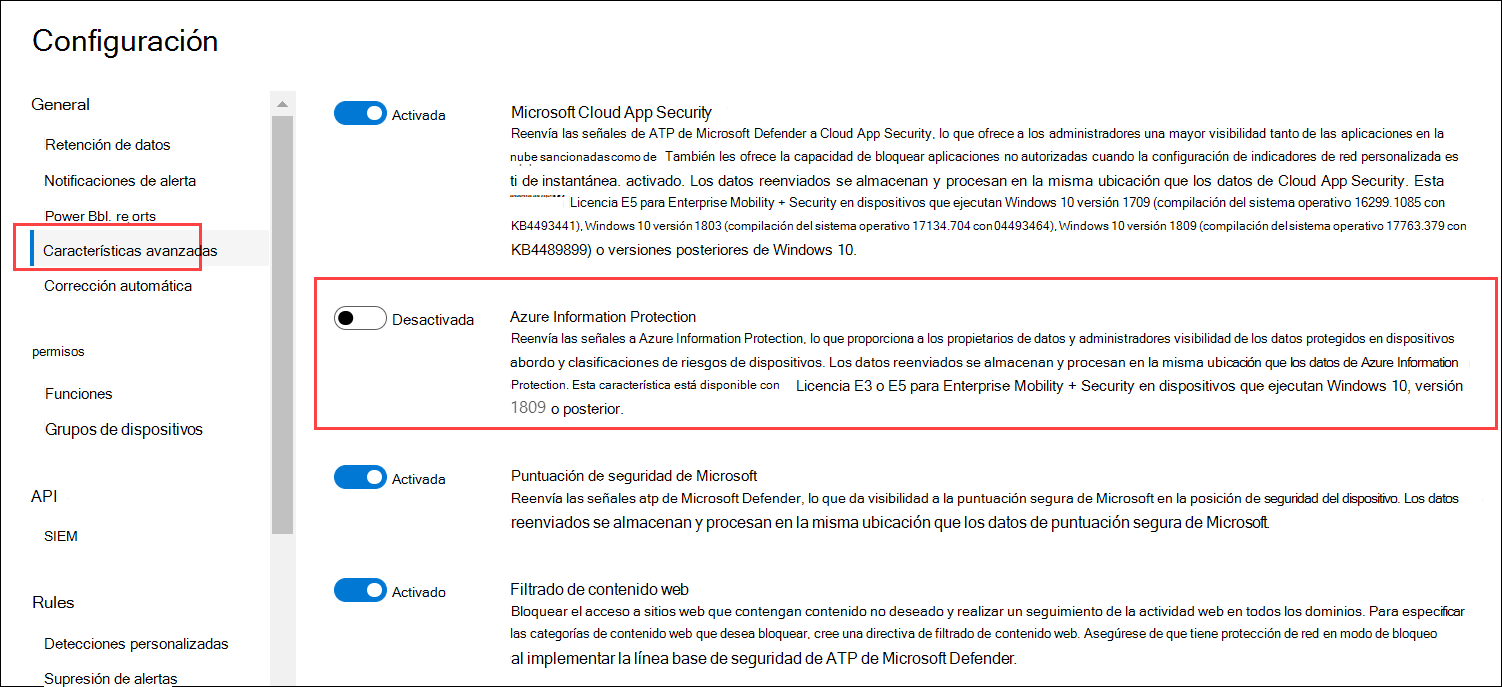 Configuración
General
Retención de datos
Notificaciones de alerta
Power Bbl. re orts
Características avanzadas
Corrección automática
permisos
Funciones
Grupos de dispositivos
API
SIEM
Rules
Detecciones personalizadas
Supresión de alertas
Activada
Microsoft Cloud App Security
Reenvía las señales de ATP de Microsoft Defender a Cloud App Security, lo que ofrece a los administradores una mayor visibilidad tanto de las aplicaciones en la
nube sancionadas como de También les ofrece la capacidad de bloquear aplicaciones no autorizadas cuando la configuración de indicadores de red personalizada es
ti de instantánea. activado. Los datos reenviados se almacenan y procesan en la misma ubicación que los datos de Cloud App Security. Esta
Licencia E5 para Enterprise Mobility + Security en dispositivos que ejecutan Windows 10 versión 1709 (compilación del sistema operativo 16299.1085 con
KB4493441), Windows 10 versión 1803 (compilación del sistema operativo 17134.704 con 04493464), Windows 10 versión 1809 (compilación del sistema operativo 17763.379 con
KB4489899) o versiones posteriores de Windows 10.
Desactivada
Azure Information Protection
Reenvía las señales a Azure Information Protection, lo que proporciona a los propietarios de datos y administradores visibilidad de los datos protegidos en dispositivos
abordo y clasificaciones de riesgos de dispositivos. Los datos reenviados se almacenan y procesan en la misma ubicación que los datos de Azure Information
Protection. Esta característica está disponible con Licencia E3 o E5 para Enterprise Mobility + Security en dispositivos que ejecutan Windows 10, versión
1809 o posterior.
Activada
Puntuación de seguridad de Microsoft
Reenvía las señales atp de Microsoft Defender, lo que da visibilidad a la puntuación segura de Microsoft en la posición de seguridad del dispositivo. Los datos
reenviados se almacenan y procesan en la misma ubicación que los datos de puntuación segura de Microsoft.
Activado
Filtrado de contenido web
Bloquear el acceso a sitios web que contengan contenido no deseado y realizar un seguimiento de la actividad web en todos los dominios. Para especificar
las categorías de contenido web que desea bloquear, cree una directiva de filtrado de contenido web. Asegúrese de que tiene protección de red en modo de bloqueo
al implementar la línea base de seguridad de ATP de Microsoft Defender.